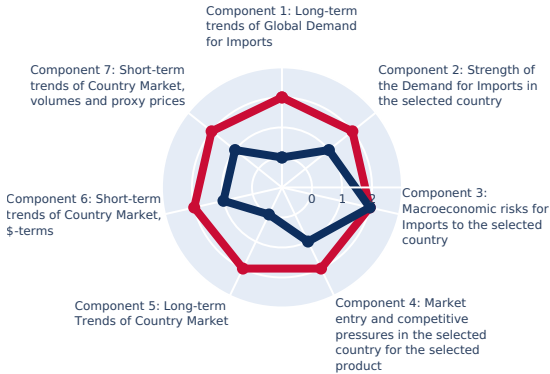 Component 1: Long-term
trends of Global Demand
for Imports
Component 7: Short-term
trends of Country Market,
volumes and proxy prices
Component 2: Strength of
the Demand for Imports in
the selected country
0 1 2
Component 6: Short-term
trends of Country Market,
$-terms
Component 3:
Macroeconomic risks for
Imports to the selected
country
Component 5: Long-term
Trends of Country Market
Component 4: Market
entry and competitive
pressures in the selected
country for the selected
product